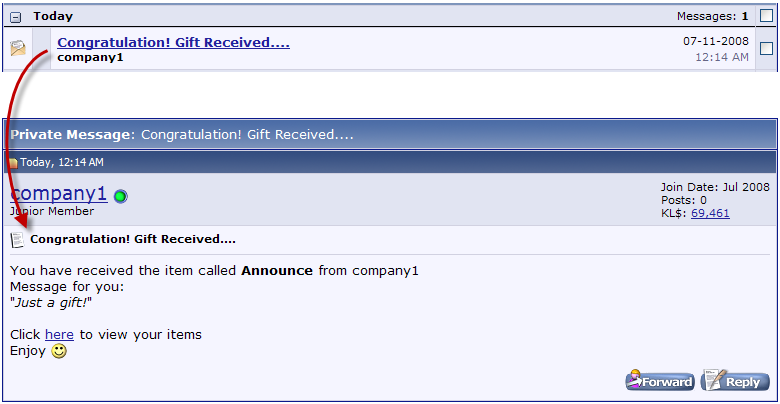 Today Messages: 1
Congratulation! Gift Received.... 07-11-2008
company1 12:14 AM
Private Message: Congratulation! Gift Received....
Today, 12:14 AM
company1 Join Date: Jul 2008
Junior Member Posts: 0
KL$: 69,461
Congratulation! Gift Received....
You have received the item called Announce from company1
Message for you:
"Just a gift!"
Click here to view your items
Enjoy
Forward Reply